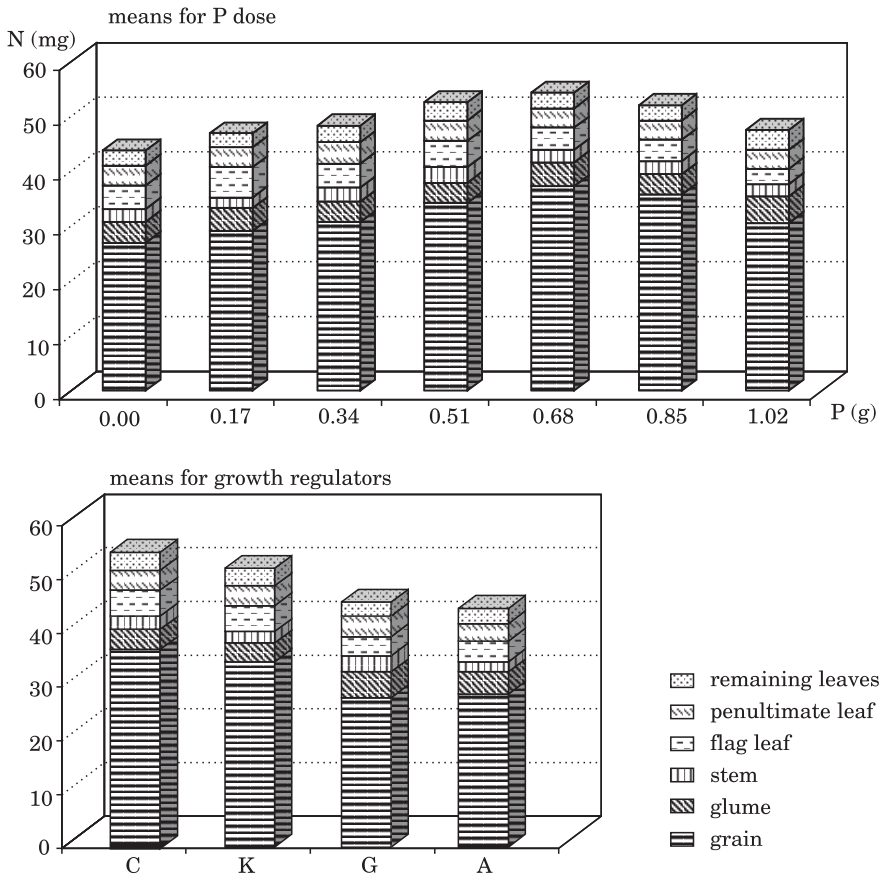 means for P dose
N (mg)
60
50
40
30
20
10
0
0.00 0.17 0.34 0.51 0.68 0.85 1.02 P (g)
means for growth regulators
60
50
40
30
20
10
0
C K G A
remaining leaves
penultimate leaf
flag leaf
stem
glume
grain